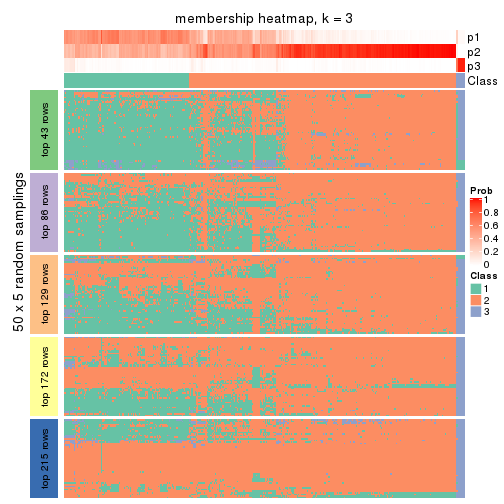 membership heatmap, k = 3
p1
p2
p3
Class
50 x 5 random samplings
top 43 rows
top 86 rows
top 129 rows
top 172 rows
top 215 rows
Prob
1
0.8
0.6
0.4
0.2
0
Class
1
2
3